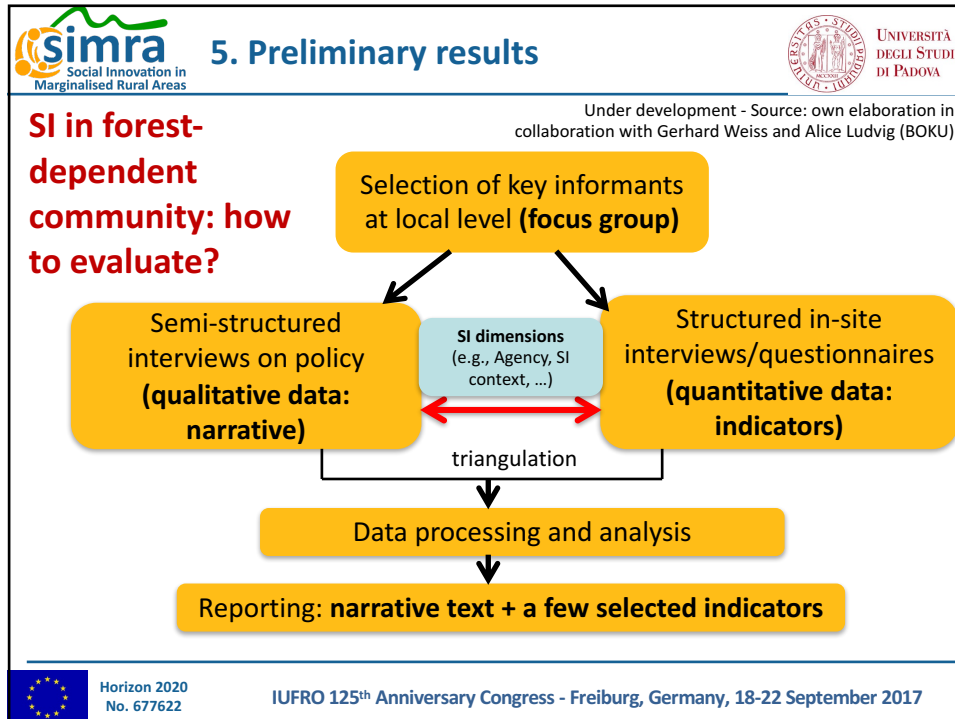 simra
Social Innovation in
Marginalised Rural Areas
5. Preliminary results
UNIVERSITÀ
DEGLI STUDI
DI PADOVA
Under development - Source: own elaboration in
collaboration with Gerhard Weiss and Alice Ludvig (BOKU)
SI in forest-
dependent
community: how
to evaluate?
Selection of key informants
at local level (focus group)
Semi-structured
interviews on policy
(qualitative data:
narrative)
SI dimensions
(e.g., Agency, SI
context, ...)
Structured in-site
interviews/questionnaires
(quantitative data:
indicators)
triangulation
Data processing and analysis
Reporting: narrative text + a few selected indicators
Horizon 2020
No. 677622
IUFRO 125th Anniversary Congress - Freiburg, Germany, 18-22 September 2017